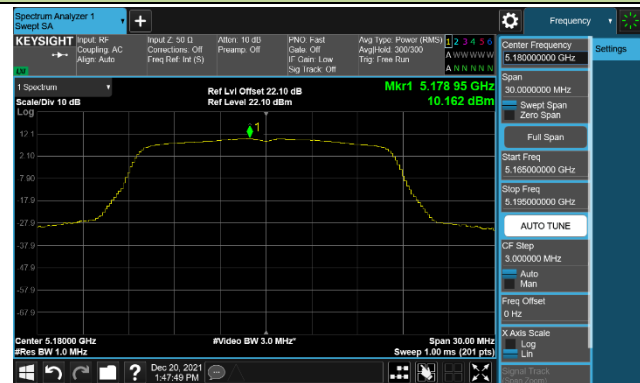 Spectrum Analyzer 1
Swept SA
Frequency
KEYSIGHT
Input: RF
Coupling: AC
Align: Auto
Input Z: 50 Ω
Corrections: Off
Freq Ref: Int (S)
Atten: 10 dB
Preamp: Off
PNO: Fast
Gate: Off
IF Gain: Low
Sig Track: Off
Avg Type: Power (RMS)
Avg|Hold: 300/300
Trig: Free Run
1 2 3 4 5 6
A W W W W W
A N N N N N
LXI
1 Spectrum
Scale/Div 10 dB
Log
Ref Lvl Offset 22.10 dB
Ref Level 22.10 dBm
Mkr1 5.178 95 GHz
10.162 dBm
1
12.1
2.10
-7.90
-17.9
-27.9
-37.9
-47.9
-57.9
-67.9
Center 5.18000 GHz
#Res BW 1.0 MHz
#Video BW 3.0 MHz*
Span 30.00 MHz
Sweep 1.00 ms (201 pts)
Dec 20, 2021
1:47:49 PM
Center Frequency
5.180000000 GHz
Settings
Span
30.0000000 MHz
Swept Span
Zero Span
Full Span
Start Freq
5.165000000 GHz
Stop Freq
5.195000000 GHz
AUTO TUNE
CF Step
3.000000 MHz
Auto
Man
Freq Offset
0 Hz
X Axis Scale
Log
Lin
Signal Track
(Span Zoom)